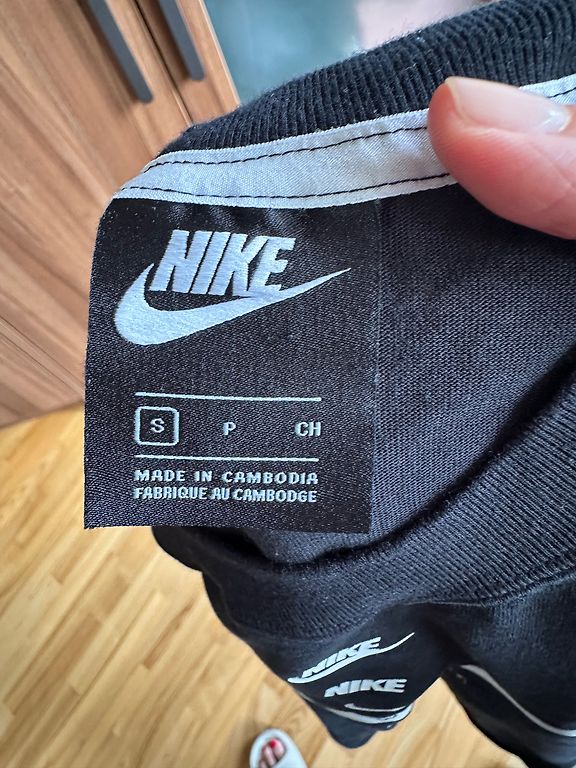 NIKE
S P CH
MADE IN CAMBODIA
FABRIQUE AU CAMBODGE
NIKE
NIKE